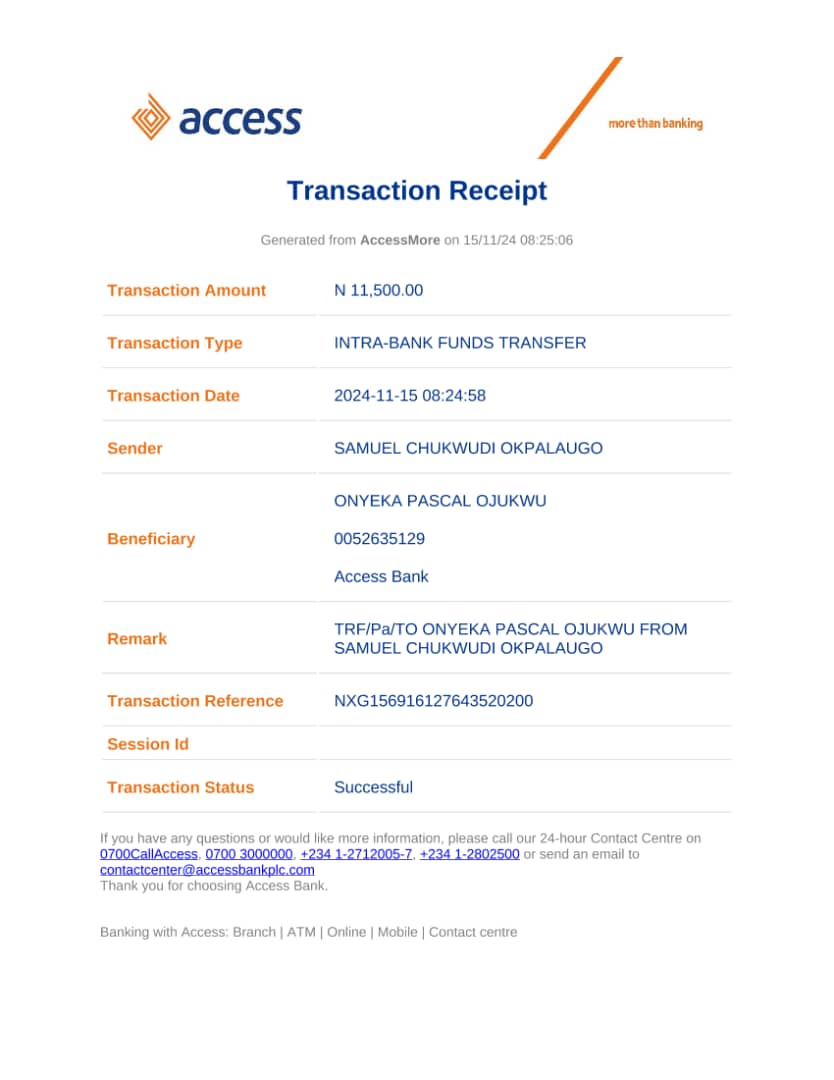 access
more than banking
Transaction Receipt
Generated from AccessMore on 15/11/24 08:25:06
Transaction Amount N 11,500.00
Transaction Type INTRA-BANK FUNDS TRANSFER
Transaction Date 2024-11-15 08:24:58
Sender SAMUEL CHUKWUDI OKPALAUGO
ONYEKA PASCAL OJUKWU
Beneficiary 0052635129
Access Bank
Remark TRF/Pa/TO ONYEKA PASCAL OJUKWU FROM
SAMUEL CHUKWUDI OKPALAUGO
Transaction Reference NXG156916127643520200
Session Id
Transaction Status Successful
If you have any questions or would like more information, please call our 24-hour Contact Centre on
0700CallAccess, 0700 3000000, +234 1-2712005-7, +234 1-2802500 or send an email to
contactcenter@accessbankplc.com
Thank you for choosing Access Bank.
Banking with Access: Branch | ATM | Online | Mobile | Contact centre